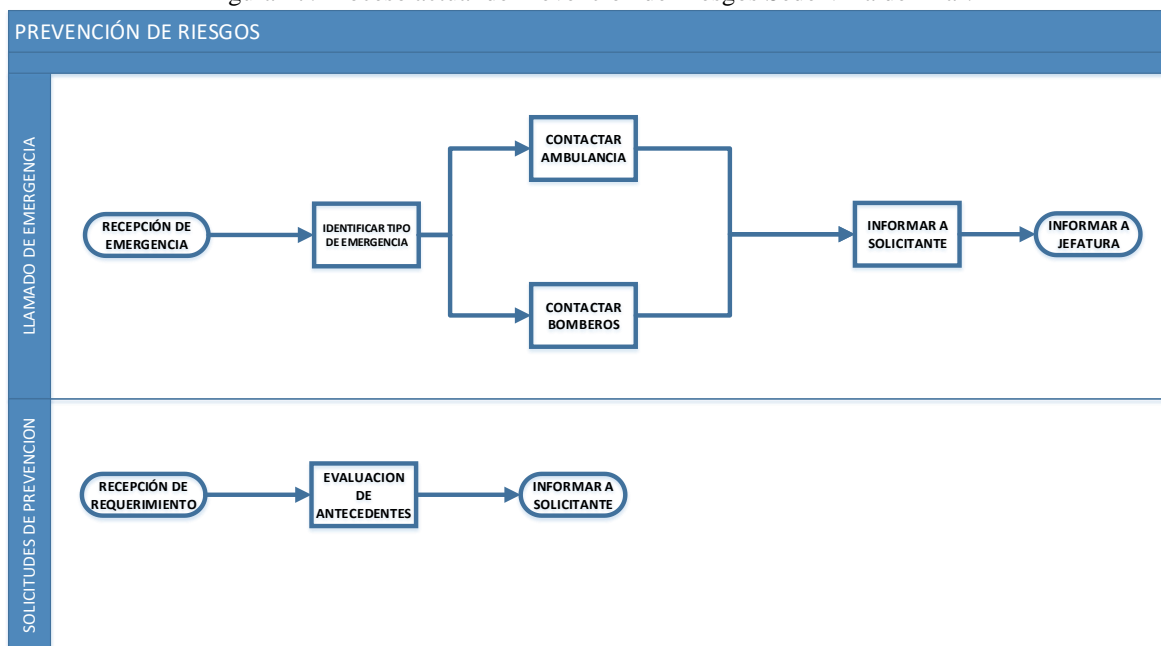 PREVENCIÓN DE RIESGOS
LLAMADO DE EMERGENCIA
RECEPCIÓN DE
EMERGENCIA
IDENTIFICAR TIPO
DE EMERGENCIA
CONTACTAR
AMBULANCIA
CONTACTAR
BOMBEROS
INFORMAR A
SOLICITANTE
INFORMAR A
JEFATURA
SOLICITUDES DE PREVENCION
RECEPCIÓN DE
REQUERIMIENTO
EVALUACION
DE
ANTECEDENTES
INFORMAR A
SOLICITANTE